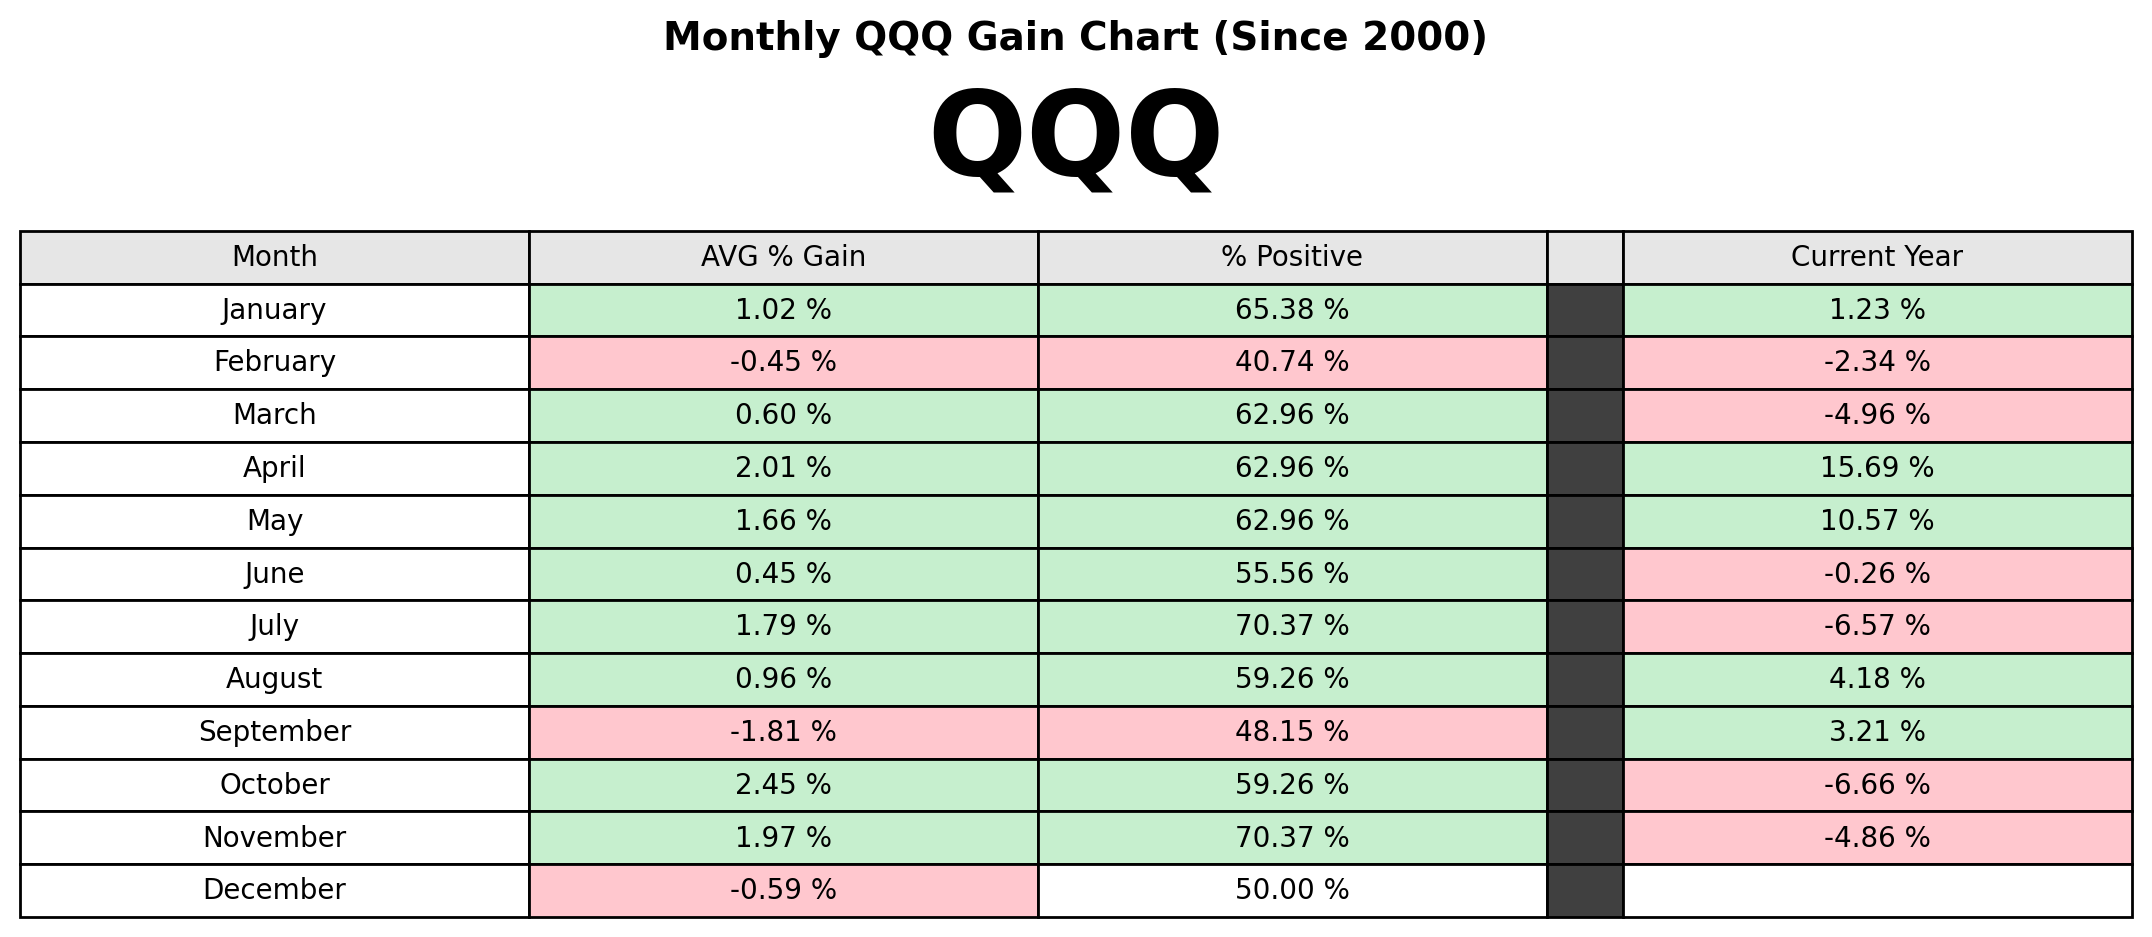 Monthly QQQ Gain Chart (Since 2000)
QQQ
Month AVG % Gain % Positive Current Year
January 1.02 % 65.38 % 1.23 %
February -0.45 % 40.74 % -2.34 %
March 0.60 % 62.96 % -4.96 %
April 2.01 % 62.96 % 15.69 %
May 1.66 % 62.96 % 10.57 %
June 0.45 % 55.56 % -0.26 %
July 1.79 % 70.37 % -6.57 %
August 0.96 % 59.26 % 4.18 %
September -1.81 % 48.15 % 3.21 %
October 2.45 % 59.26 % -6.66 %
November 1.97 % 70.37 % -4.86 %
December -0.59 % 50.00 %